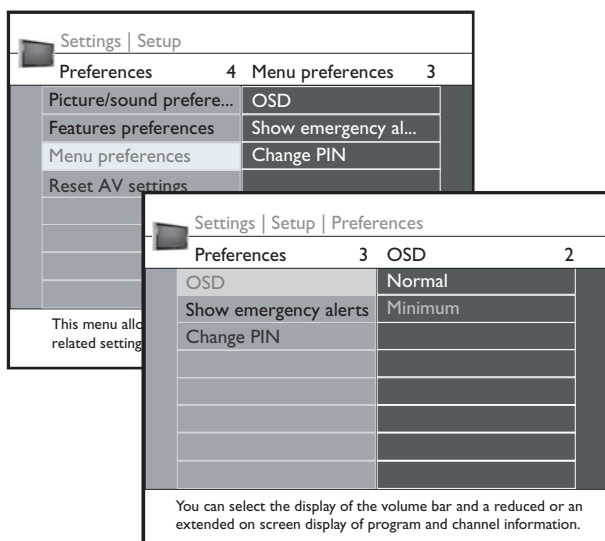 Settings | Setup
Preferences 4 Menu preferences 3
Picture/sound prefere... OSD
Features preferences Show emergency al...
Menu preferences Change PIN
Reset AV settings
This menu allo
related setting
Settings | Setup | Preferences
Preferences 3 OSD 2
OSD Normal
Show emergency alerts Minimum
Change PIN
You can select the display of the volume bar and a reduced or an
extended on screen display of program and channel information.